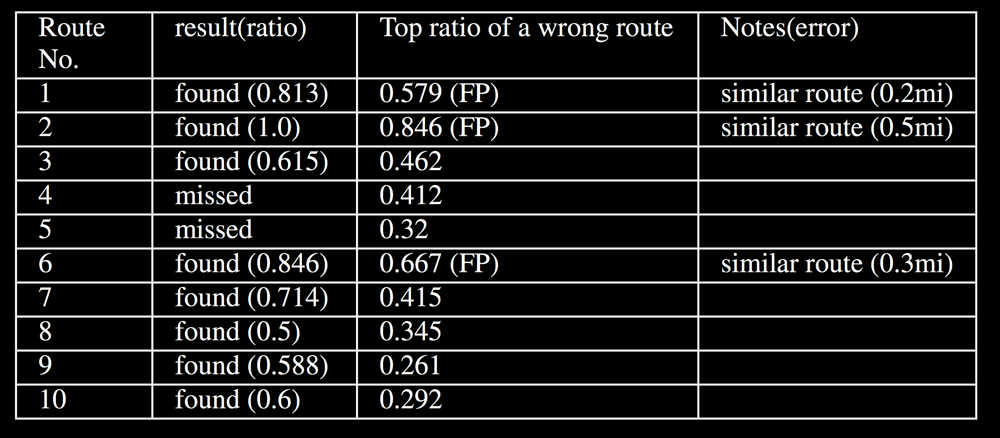 Route No. result(ratio) Top ratio of a wrong route Notes(error)
1 found (0.813) 0.579 (FP) similar route (0.2mi)
2 found (1.0) 0.846 (FP) similar route (0.5mi)
3 found (0.615) 0.462
4 missed 0.412
5 missed 0.32
6 found (0.846) 0.667 (FP) similar route (0.3mi)
7 found (0.714) 0.415
8 found (0.5) 0.345
9 found (0.588) 0.261
10 found (0.6) 0.292